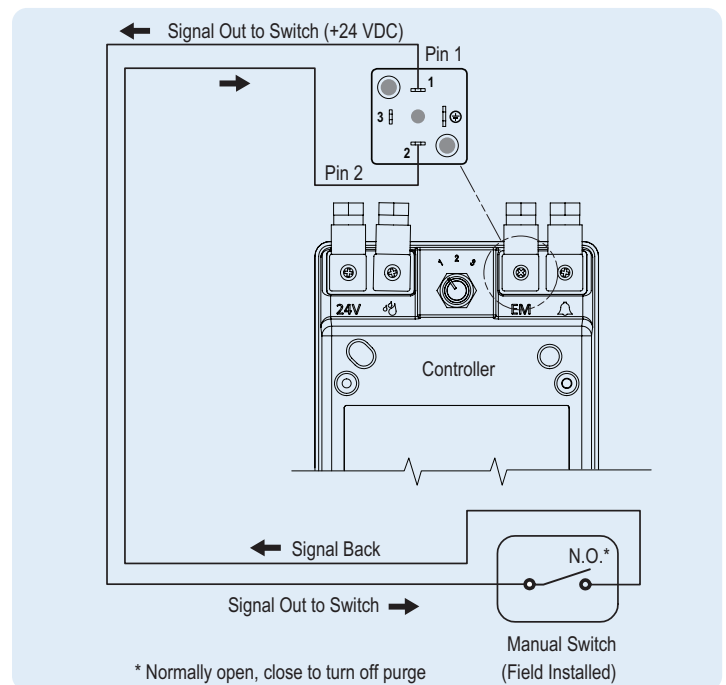 Signal Out to Switch (+24 VDC)
Pin 1
1
3
2
Pin 2
1 2 3
24V
EM
Controller
Signal Back
N.O.*
Signal Out to Switch
Manual Switch
(Field Installed)
* Normally open, close to turn off purge